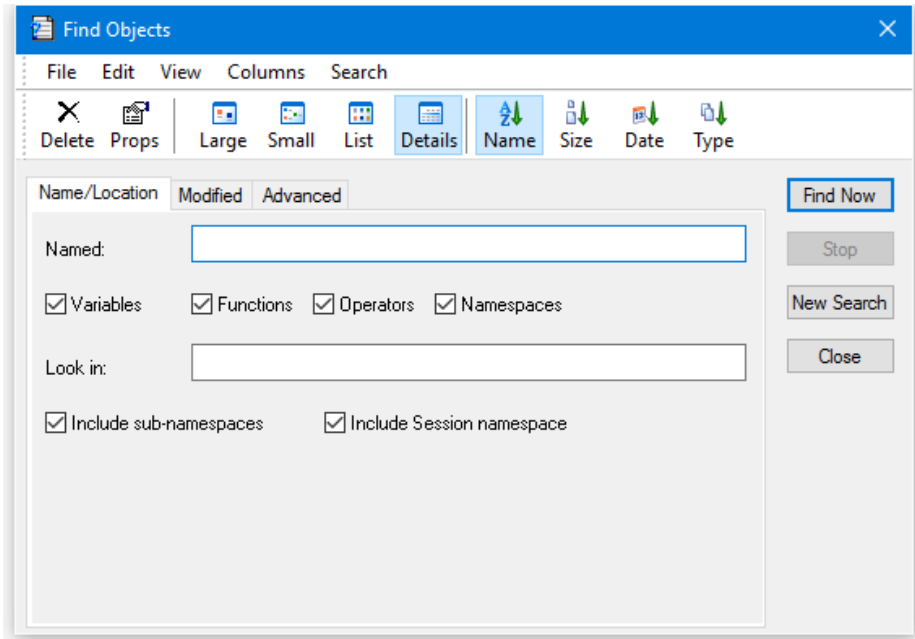 Find Objects
File Edit View Columns Search
Delete Props Large Small List Details Name Size Date Type
Name/Location Modified Advanced
Find Now
Named:
Stop
Variables Functions Operators Namespaces
New Search
Look in:
Close
Include sub-namespaces Include Session namespace